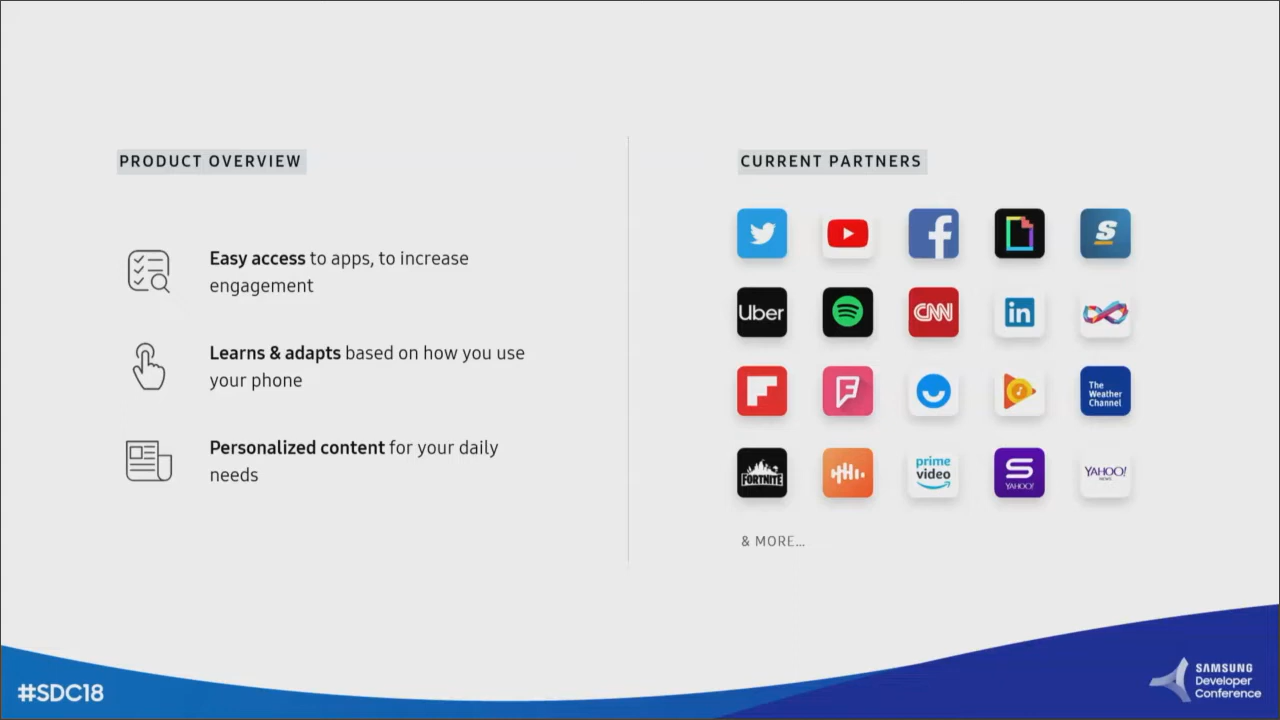 PRODUCT OVERVIEW
Easy access to apps, to increase
engagement
Learns & adapts based on how you use
your phone
Personalized content for your daily
needs
CURRENT PARTNERS
S
Uber
CNN
in
The
Weather
Channel
FORTNITE
prime
video
S
YAHOO!
YAHOO!
NEWS
& MORE...
#SDC18
SAMSUNG
Developer
Conference